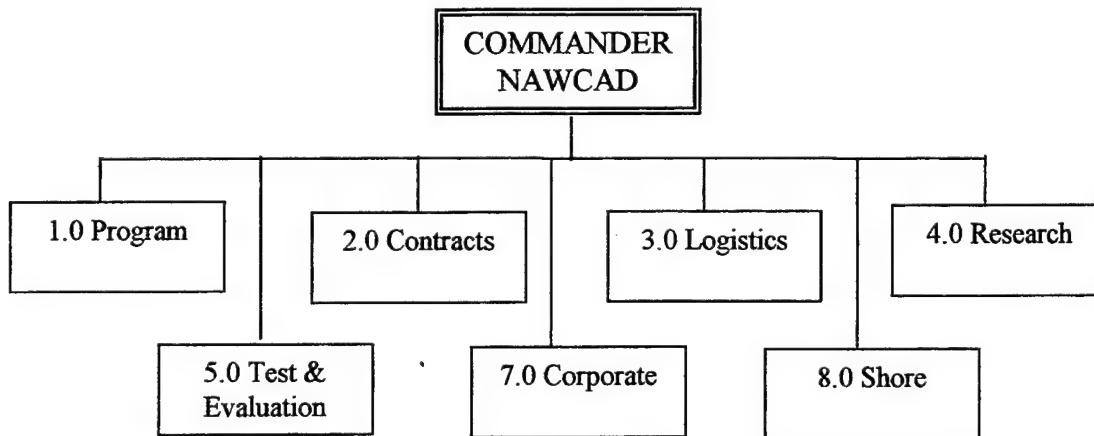 COMMANDER
NAWCAD
1.0 Program
2.0 Contracts
3.0 Logistics
4.0 Research
5.0 Test &
Evaluation
7.0 Corporate
8.0 Shore